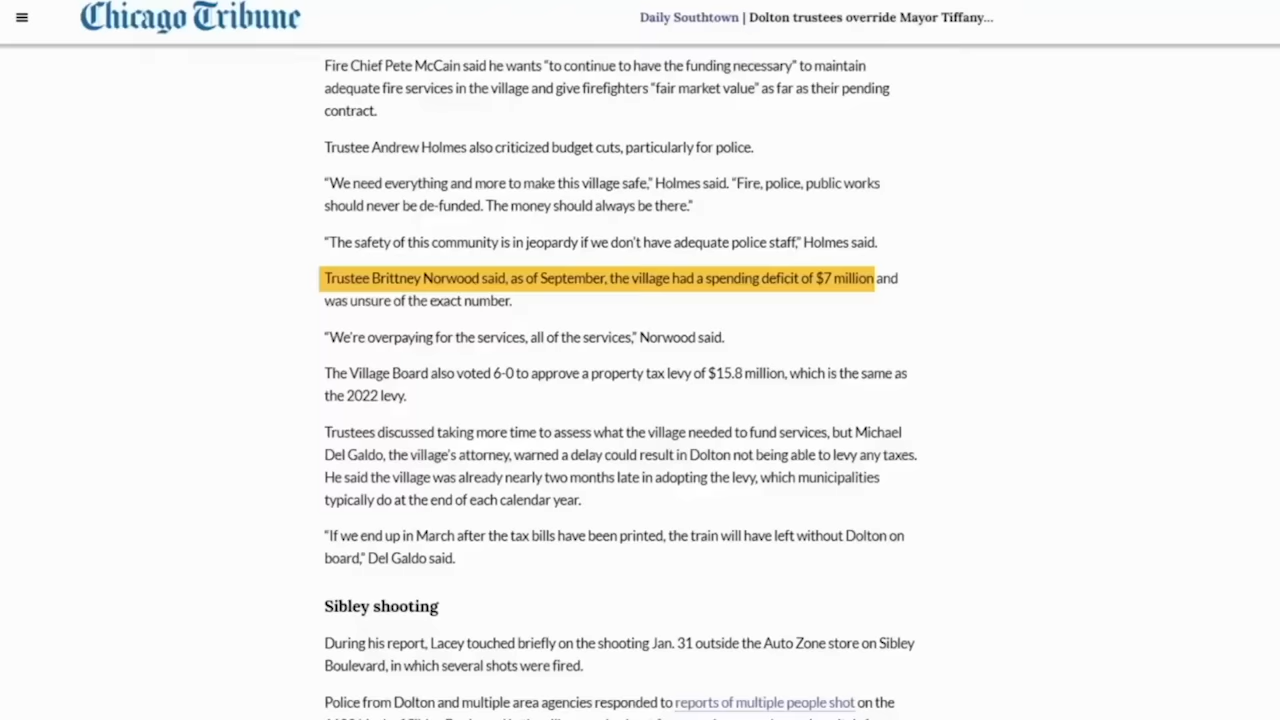 Chicago Tribune
Daily Southtown | Dolton trustees override Mayor Tiffany...
Fire Chief Pete McCain said he wants “to continue to have the funding necessary” to maintain
adequate fire services in the village and give firefighters “fair market value” as far as their pending
contract.
Trustee Andrew Holmes also criticized budget cuts, particularly for police.
“We need everything and more to make this village safe,” Holmes said. “Fire, police, public works
should never be de-funded. The money should always be there.”
“The safety of this community is in jeopardy if we don’t have adequate police staff,” Holmes said.
Trustee Brittney Norwood said, as of September, the village had a spending deficit of $7 million and
was unsure of the exact number.
“We’re overpaying for the services, all of the services,” Norwood said.
The Village Board also voted 6-0 to approve a property tax levy of $15.8 million, which is the same as
the 2022 levy.
Trustees discussed taking more time to assess what the village needed to fund services, but Michael
Del Galdo, the village’s attorney, warned a delay could result in Dolton not being able to levy any taxes.
He said the village was already nearly two months late in adopting the levy, which municipalities
typically do at the end of each calendar year.
“If we end up in March after the tax bills have been printed, the train will have left without Dolton on
board,” Del Galdo said.
Sibley shooting
During his report, Lacey touched briefly on the shooting Jan. 31 outside the Auto Zone store on Sibley
Boulevard, in which several shots were fired.
Police from Dolton and multiple area agencies responded to reports of multiple people shot on the